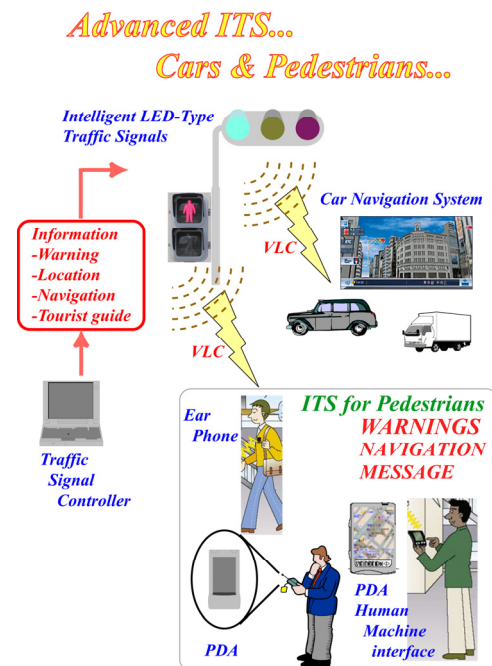 Advanced ITS...
Cars & Pedestrians...
Intelligent LED-Type
Traffic Signals
Car Navigation System
VLC
Information
-Warning
-Location
-Navigation
-Tourist guide
VLC
Traffic
Signal
Controller
ITS for Pedestrians
WARNINGS
NAVIGATION
MESSAGE
Ear
Phone
PDA
PDA
Human
Machine
interface